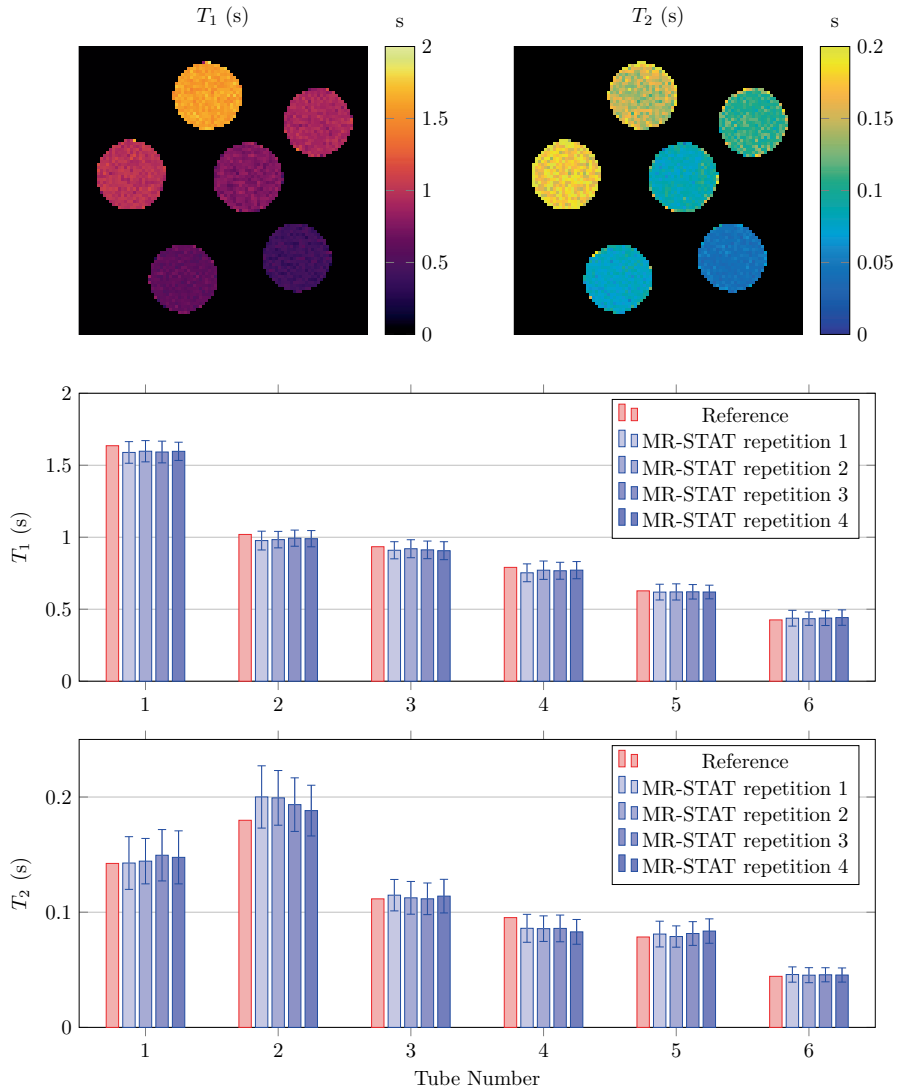 T1 (s)
s
2
1.5
1
0.5
0
T2 (s)
s
0.2
0.15
0.1
0.05
0
2
1.5
1
0.5
0
T1 (s)
Reference
MR-STAT repetition 1
MR-STAT repetition 2
MR-STAT repetition 3
MR-STAT repetition 4
1 2 3 4 5 6
0.2
0.1
0
T2 (s)
Reference
MR-STAT repetition 1
MR-STAT repetition 2
MR-STAT repetition 3
MR-STAT repetition 4
1 2 3 4 5 6
Tube Number